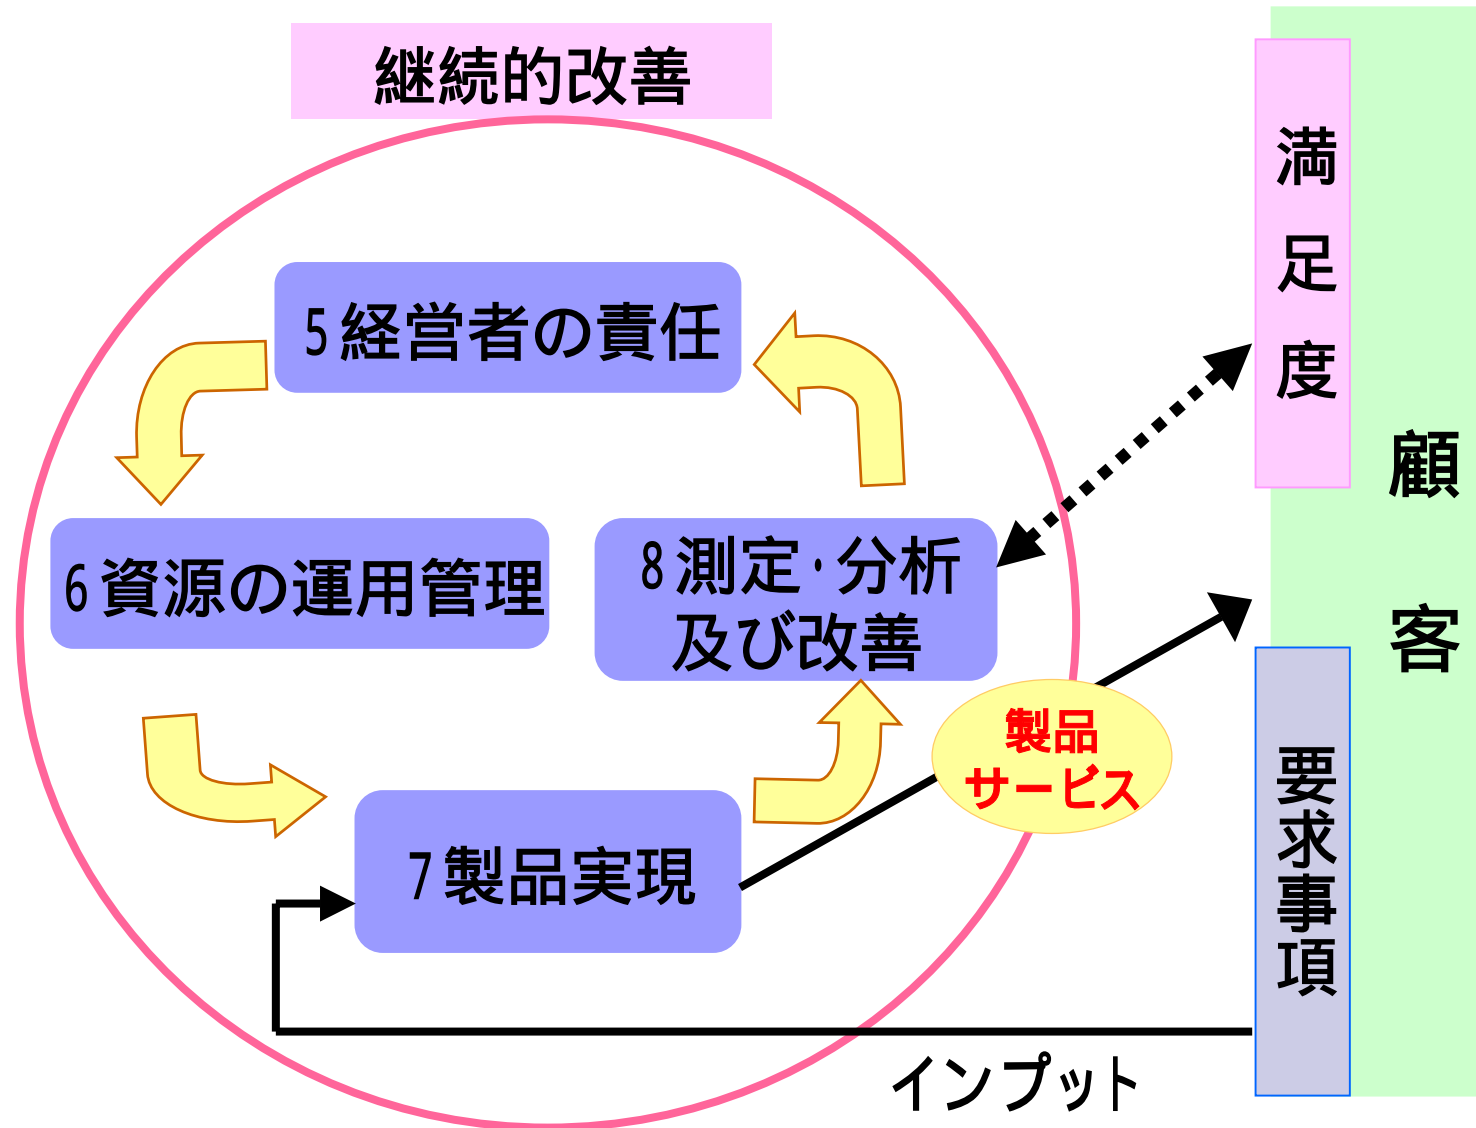 継続的改善
5 経営者の責任
6 資源の運用管理
8 測定·分析
及び改善
7 製品実現
製品
サービス
インプット
満足度
要求事項
顧客